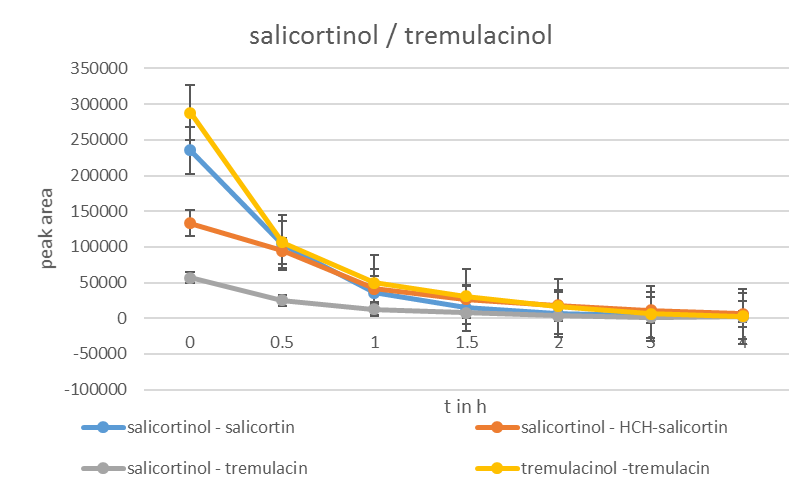 salicortinol / tremulacinol
350000
300000
250000
200000
150000
100000
50000
0
-50000
-100000
peak area
0 0.5 1 1.5 2 3 4
t in h
salicortinol - salicortin salicortinol - HCH-salicortin
salicortinol - tremulacin tremulacinol -tremulacin